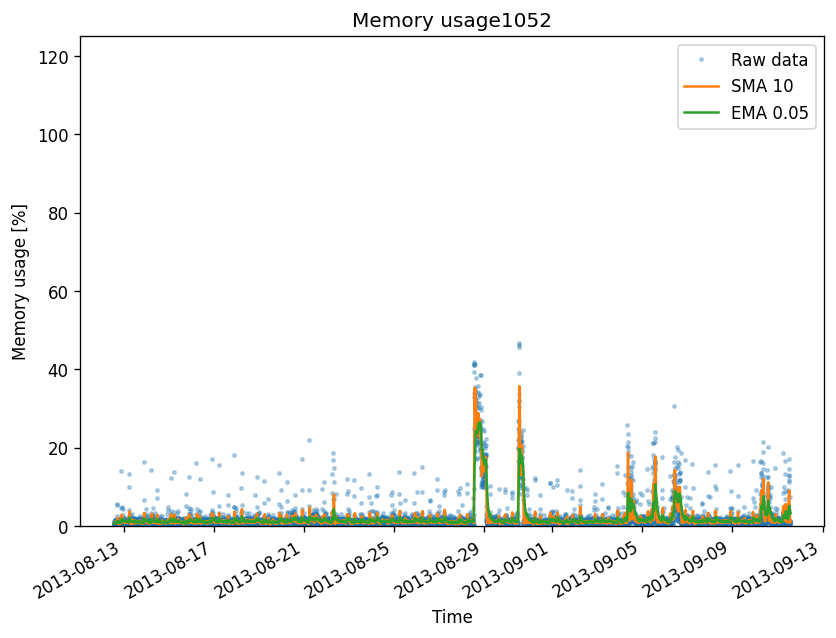 Memory usage1052
Memory usage [%]
120
100
80
60
40
20
0
Raw data
SMA 10
EMA 0.05
2013-08-13
2013-08-17
2013-08-21
2013-08-25
2013-08-29
2013-09-01
2013-09-05
2013-09-09
2013-09-13
Time